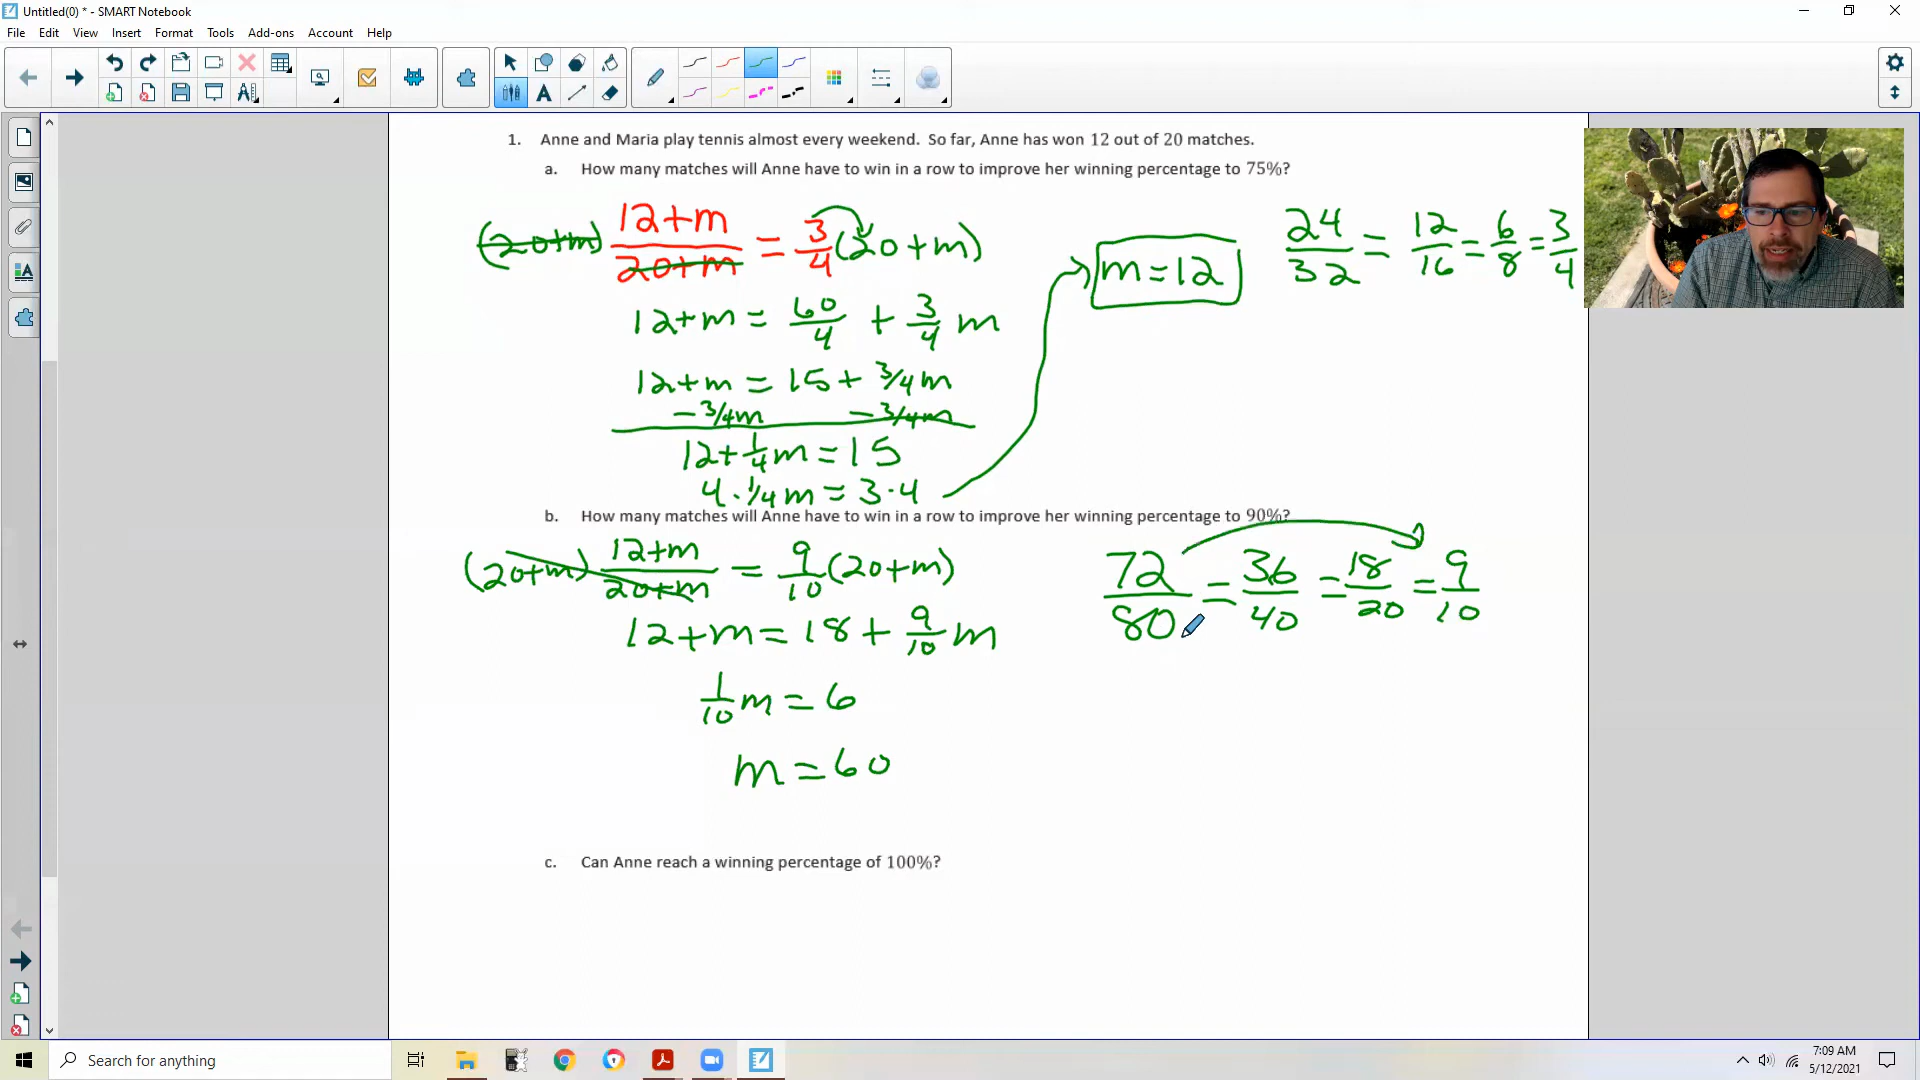 Untitled(0) * - SMART Notebook
File Edit View Insert Format Tools Add-ons Account Help
1. Anne and Maria play tennis almost every weekend. So far, Anne has won 12 out of 20 matches.
a. How many matches will Anne have to win in a row to improve her winning percentage to 75%?
(20+m) 12+m/20+m = 3/4 (20+m)
24/32 = 12/16 = 6/8 = 3/4
m=12
12+m = 60/4 + 3/4 m
12+m = 15 + 3/4m
-3/4m -3/4m
12+1/4m = 15
4·1/4m = 3·4
b. How many matches will Anne have to win in a row to improve her winning percentage to 90%?
(20+m) 12+m/20+m = 9/10 (20+m)
72/80 = 36/40 = 18/20 = 9/10
12+m = 18 + 9/10 m
1/10 m = 6
m = 60
c. Can Anne reach a winning percentage of 100%?
Search for anything
7:09 AM
5/12/2021